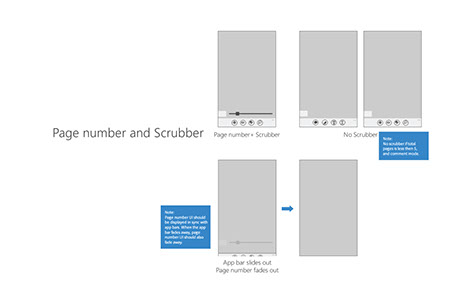 Page number and Scrubber
Page number+ Scrubber
No Scrubber
Note:
No scrubber if total
pages is less then 5,
and comment mode.
Note:
Page number UI should
be displayed in sync with
app bars. When the app
bar fades away, page
number UI should also
fade away.
App bar slides out
Page number fades out